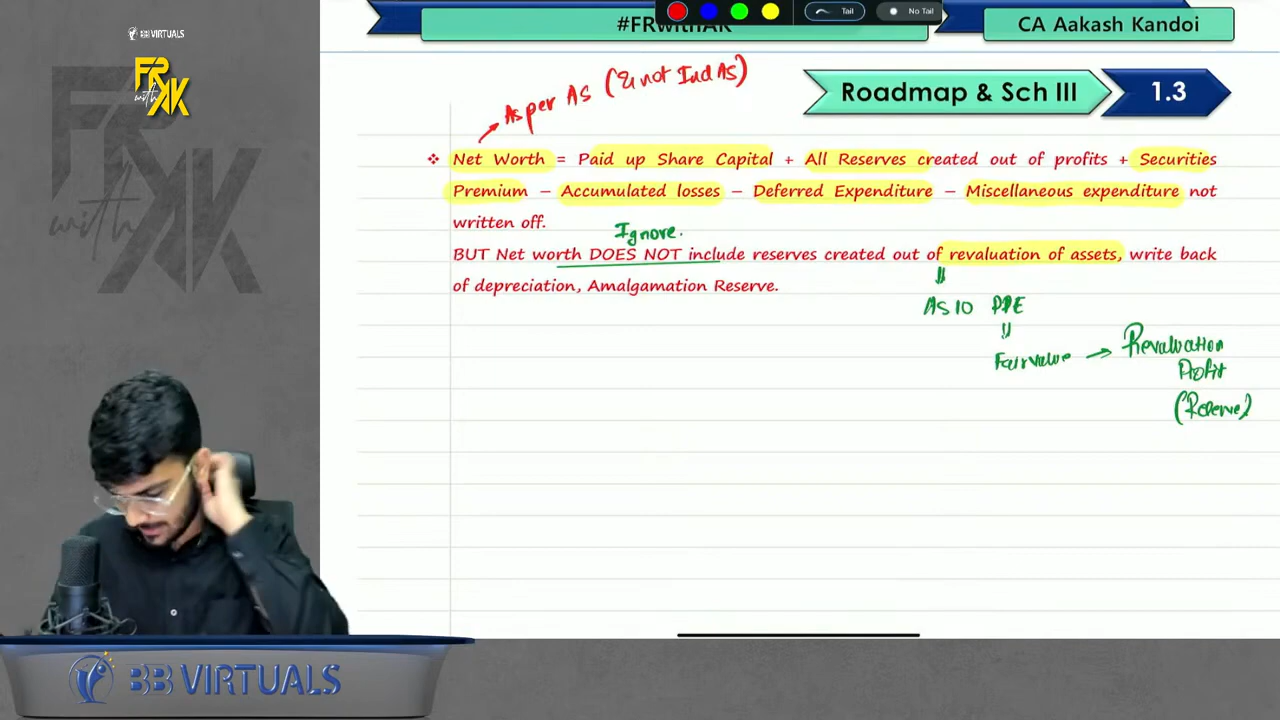 Tail
No Tail
#FRwithAK
CA Aakash Kandoi
BB VIRTUALS
FR
with
AK
Roadmap & Sch III
1.3
As per AS (& not Ind AS)
❖ Net Worth = Paid up Share Capital + All Reserves created out of profits + Securities
Premium – Accumulated losses – Deferred Expenditure – Miscellaneous expenditure not
written off.
Ignore.
BUT Net worth DOES NOT include reserves created out of revaluation of assets, write back
of depreciation, Amalgamation Reserve.
AS 10 PPE
Fair value → Revaluation
Profit
(Reserve)
BB VIRTUALS